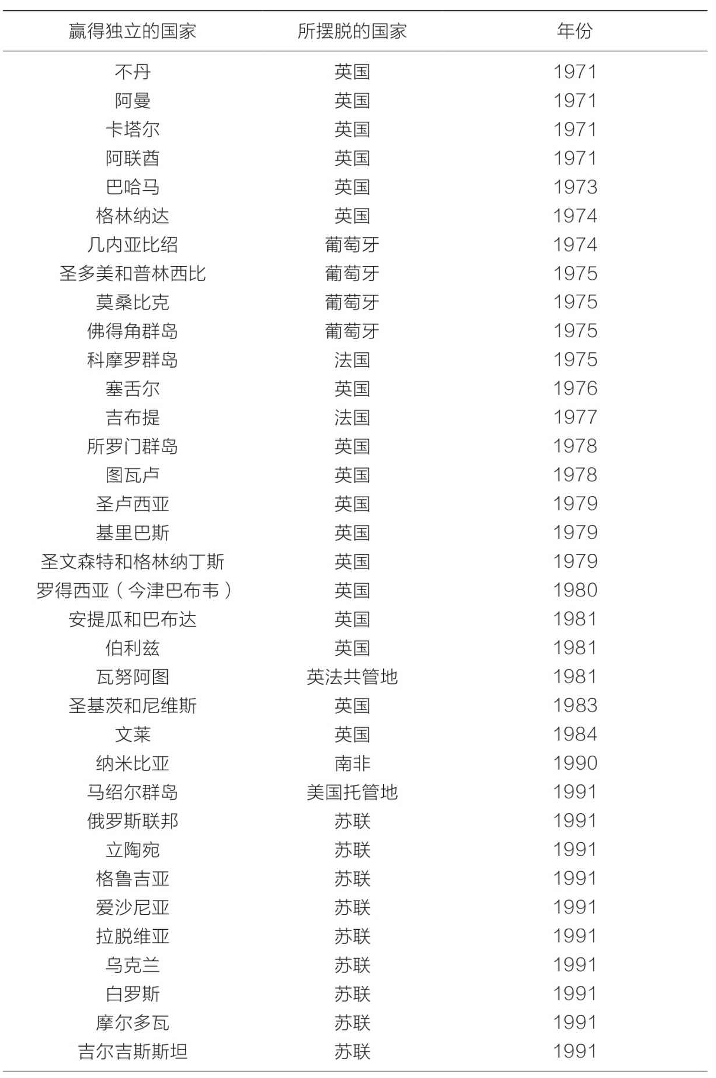 赢得独立的国家 所摆脱的国家 年份
不丹 英国 1971
阿曼 英国 1971
卡塔尔 英国 1971
阿联酋 英国 1971
巴哈马 英国 1973
格林纳达 英国 1974
几内亚比绍 葡萄牙 1974
圣多美和普林西比 葡萄牙 1975
莫桑比克 葡萄牙 1975
佛得角群岛 葡萄牙 1975
科摩罗群岛 法国 1975
塞舌尔 英国 1976
吉布提 法国 1977
所罗门群岛 英国 1978
图瓦卢 英国 1978
圣卢西亚 英国 1979
基里巴斯 英国 1979
圣文森特和格林纳丁斯 英国 1979
罗得西亚（今津巴布韦） 英国 1980
安提瓜和巴布达 英国 1981
伯利兹 英国 1981
瓦努阿图 英法共管地 1981
圣基茨和尼维斯 英国 1983
文莱 英国 1984
纳米比亚 南非 1990
马绍尔群岛 美国托管地 1991
俄罗斯联邦 苏联 1991
立陶宛 苏联 1991
格鲁吉亚 苏联 1991
爱沙尼亚 苏联 1991
拉脱维亚 苏联 1991
乌克兰 苏联 1991
白罗斯 苏联 1991
摩尔多瓦 苏联 1991
吉尔吉斯斯坦 苏联 1991